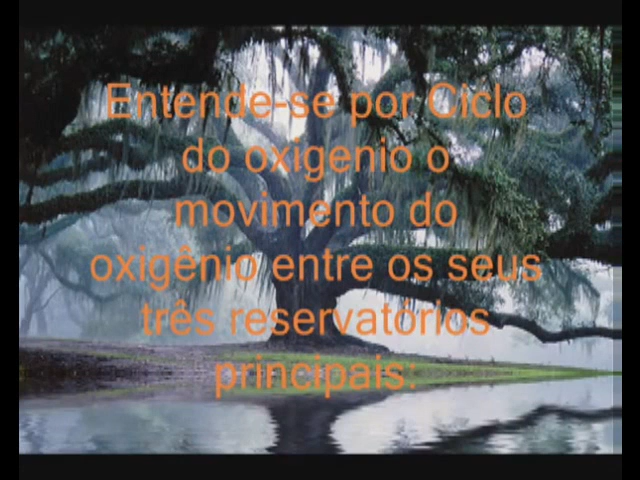 Entende-se por Ciclo
do oxigenio o
movimento do
oxigênio entre os seus
três reservatorios
principais: